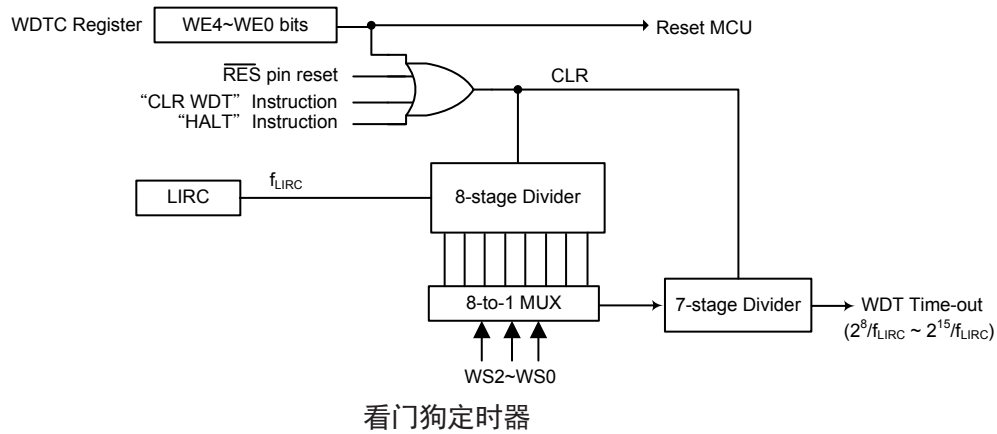 WDTC Register WE4~WE0 bits Reset MCU
RES pin reset
CLR
“CLR WDT” Instruction
“HALT” Instruction
LIRC
fLIRC
8-stage Divider
8-to-1 MUX
7-stage Divider
WDT Time-out
(2^8/fLIRC ~ 2^15/fLIRC)
WS2~WS0
看门狗定时器